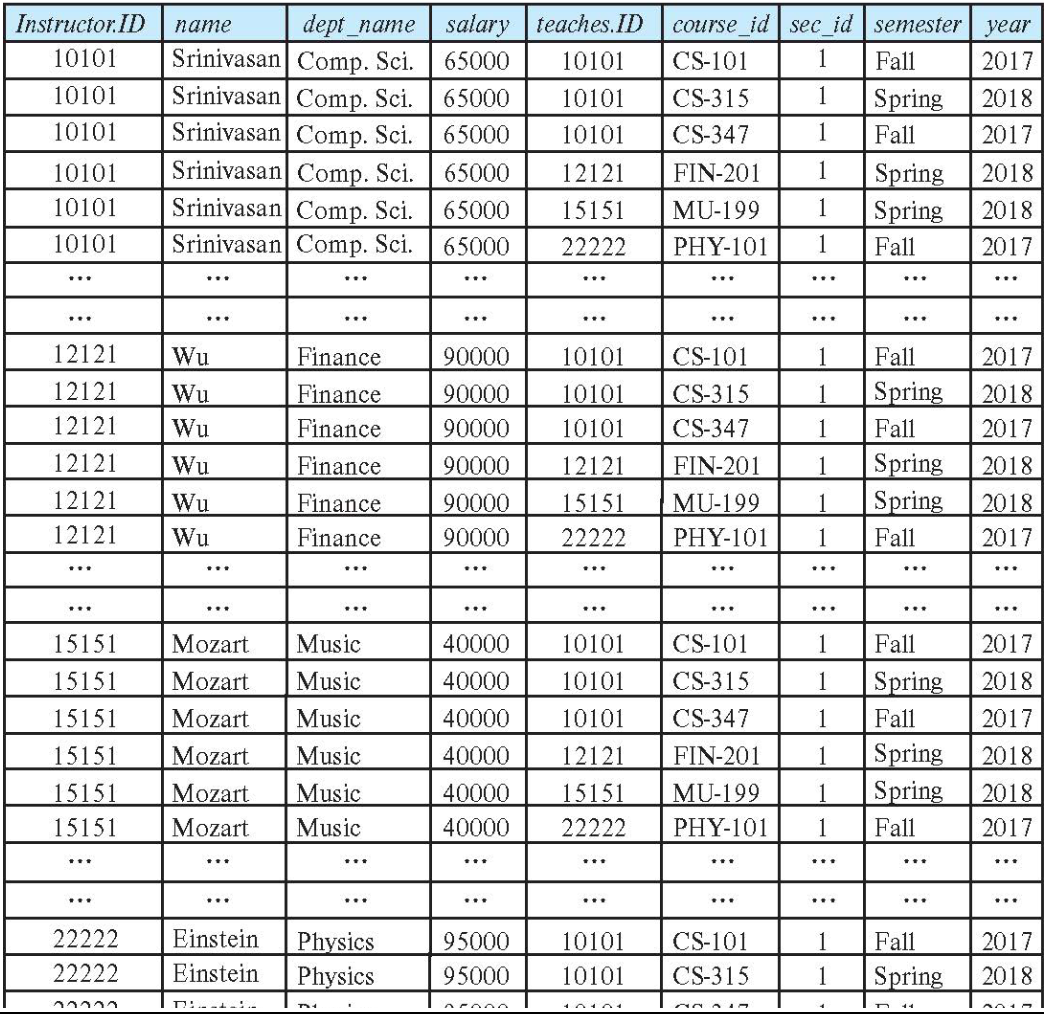 Instructor.ID name dept_name salary teaches.ID course_id sec_id semester year
10101 Srinivasan Comp. Sci. 65000 10101 CS-101 1 Fall 2017
10101 Srinivasan Comp. Sci. 65000 10101 CS-315 1 Spring 2018
10101 Srinivasan Comp. Sci. 65000 10101 CS-347 1 Fall 2017
10101 Srinivasan Comp. Sci. 65000 12121 FIN-201 1 Spring 2018
10101 Srinivasan Comp. Sci. 65000 15151 MU-199 1 Spring 2018
10101 Srinivasan Comp. Sci. 65000 22222 PHY-101 1 Fall 2017
... ... ... ... ... ... ... ... ...
... ... ... ... ... ... ... ... ...
12121 Wu Finance 90000 10101 CS-101 1 Fall 2017
12121 Wu Finance 90000 10101 CS-315 1 Spring 2018
12121 Wu Finance 90000 10101 CS-347 1 Fall 2017
12121 Wu Finance 90000 12121 FIN-201 1 Spring 2018
12121 Wu Finance 90000 15151 MU-199 1 Spring 2018
12121 Wu Finance 90000 22222 PHY-101 1 Fall 2017
... ... ... ... ... ... ... ... ...
... ... ... ... ... ... ... ... ...
15151 Mozart Music 40000 10101 CS-101 1 Fall 2017
15151 Mozart Music 40000 10101 CS-315 1 Spring 2018
15151 Mozart Music 40000 10101 CS-347 1 Fall 2017
15151 Mozart Music 40000 12121 FIN-201 1 Spring 2018
15151 Mozart Music 40000 15151 MU-199 1 Spring 2018
15151 Mozart Music 40000 22222 PHY-101 1 Fall 2017
... ... ... ... ... ... ... ... ...
... ... ... ... ... ... ... ... ...
22222 Einstein Physics 95000 10101 CS-101 1 Fall 2017
22222 Einstein Physics 95000 10101 CS-315 1 Spring 2018